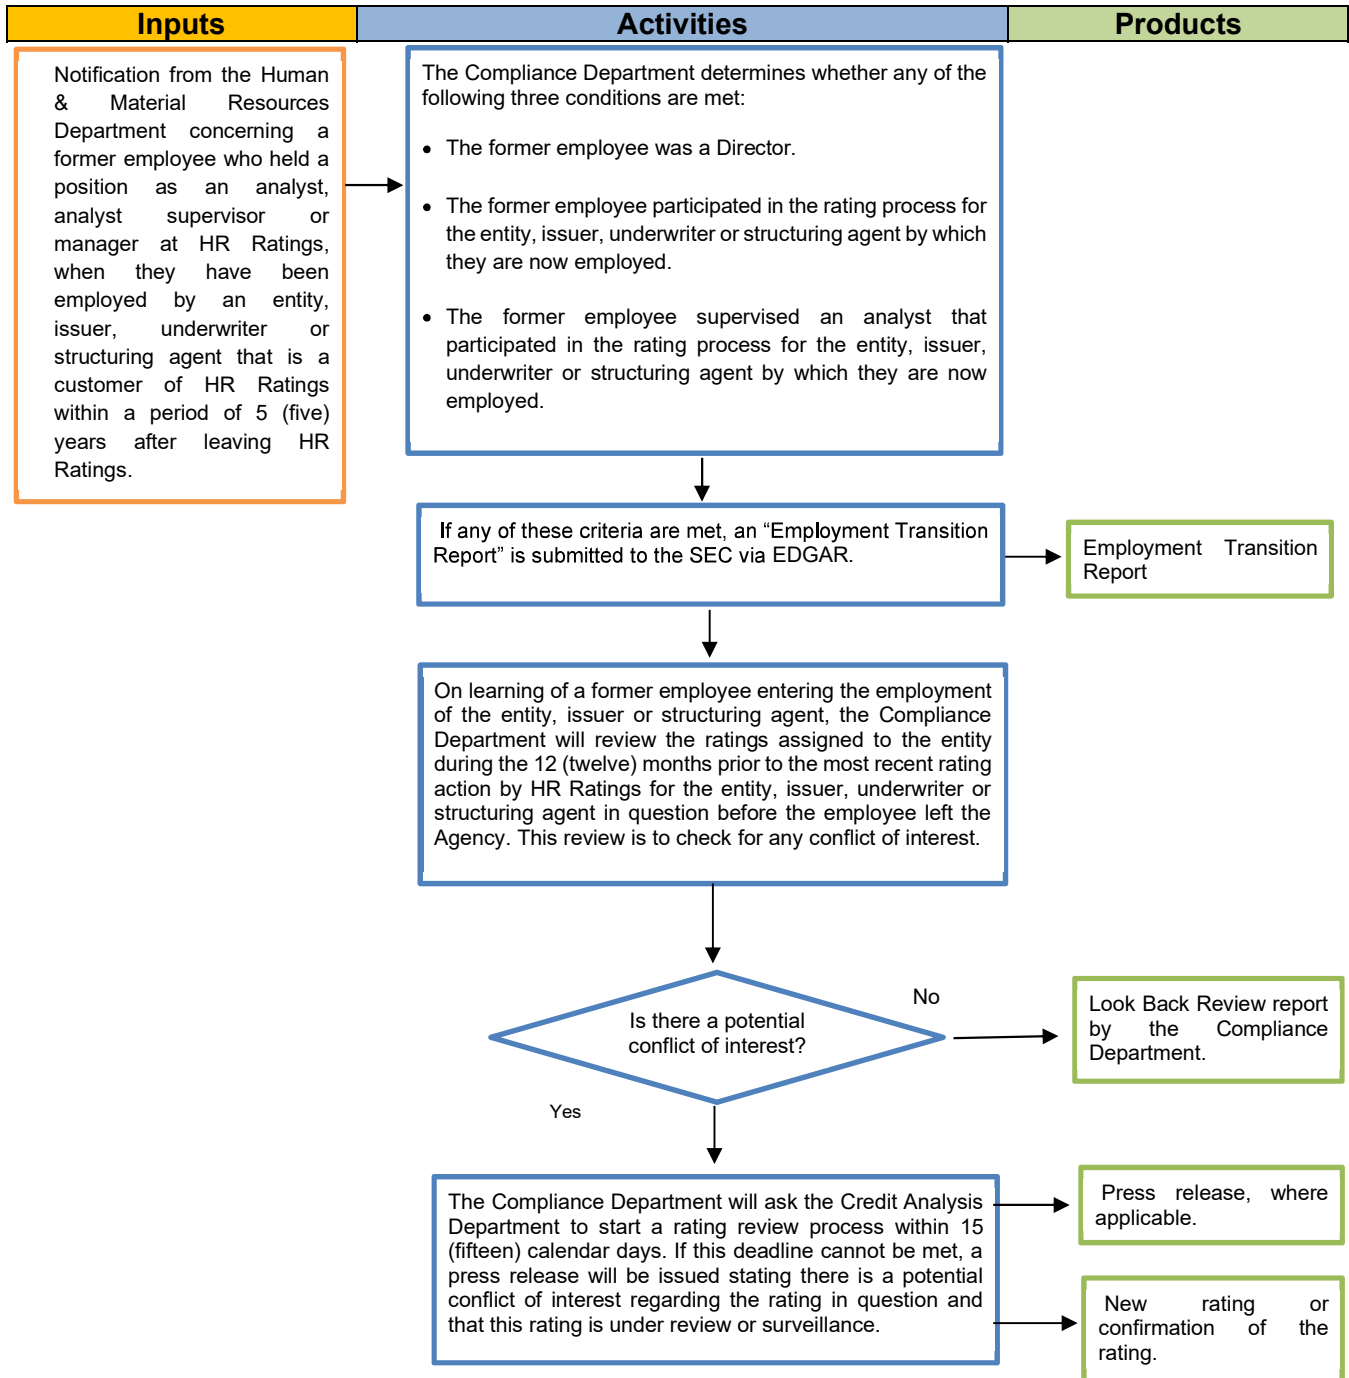 Inputs
Activities
Products
Notification from the Human
& Material Resources
Department concerning a
former employee who held a
position as an analyst,
analyst supervisor or
manager at HR Ratings,
when they have been
employed by an entity,
issuer, underwriter or
structuring agent that is a
customer of HR Ratings
within a period of 5 (five)
years after leaving HR
Ratings.
The Compliance Department determines whether any of the
following three conditions are met:
• The former employee was a Director.
• The former employee participated in the rating process for
the entity, issuer, underwriter or structuring agent by which
they are now employed.
• The former employee supervised an analyst that
participated in the rating process for the entity, issuer,
underwriter or structuring agent by which they are now
employed.
If any of these criteria are met, an “Employment Transition
Report” is submitted to the SEC via EDGAR.
Employment Transition
Report
On learning of a former employee entering the employment
of the entity, issuer or structuring agent, the Compliance
Department will review the ratings assigned to the entity
during the 12 (twelve) months prior to the most recent rating
action by HR Ratings for the entity, issuer, underwriter or
structuring agent in question before the employee left the
Agency. This review is to check for any conflict of interest.
Is there a potential
conflict of interest?
No
Look Back Review report
by the Compliance
Department.
Yes
The Compliance Department will ask the Credit Analysis
Department to start a rating review process within 15
(fifteen) calendar days. If this deadline cannot be met, a
press release will be issued stating there is a potential
conflict of interest regarding the rating in question and
that this rating is under review or surveillance.
Press release, where
applicable.
New rating or
confirmation of the
rating.